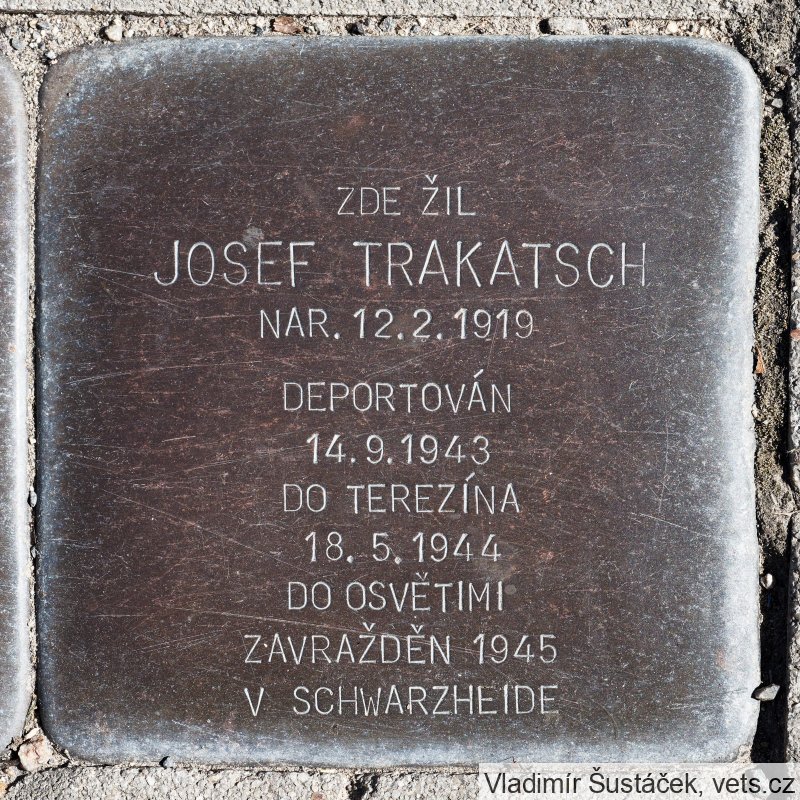 ZDE ŽIL
JOSEF TRAKATSCH
NAR. 12.2.1919
DEPORTOVÁN
14.9.1943
DO TEREZÍNA
18.5.1944
DO OSVĚTIMI
ZAVRAŽDĚN 1945
V SCHWARZHEIDE
Vladimír Šustáček, vets.cz